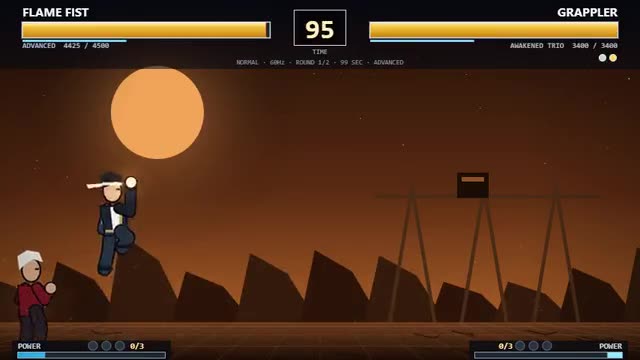 FLAME FIST
GRAPPLER
95
TIME
ADVANCED 4425 / 4500
AWAKENED TRIO 3400 / 3400
NORMAL · 60Hz · ROUND 1/2 · 99 SEC · ADVANCED
POWER
0/3
0/3
POWER